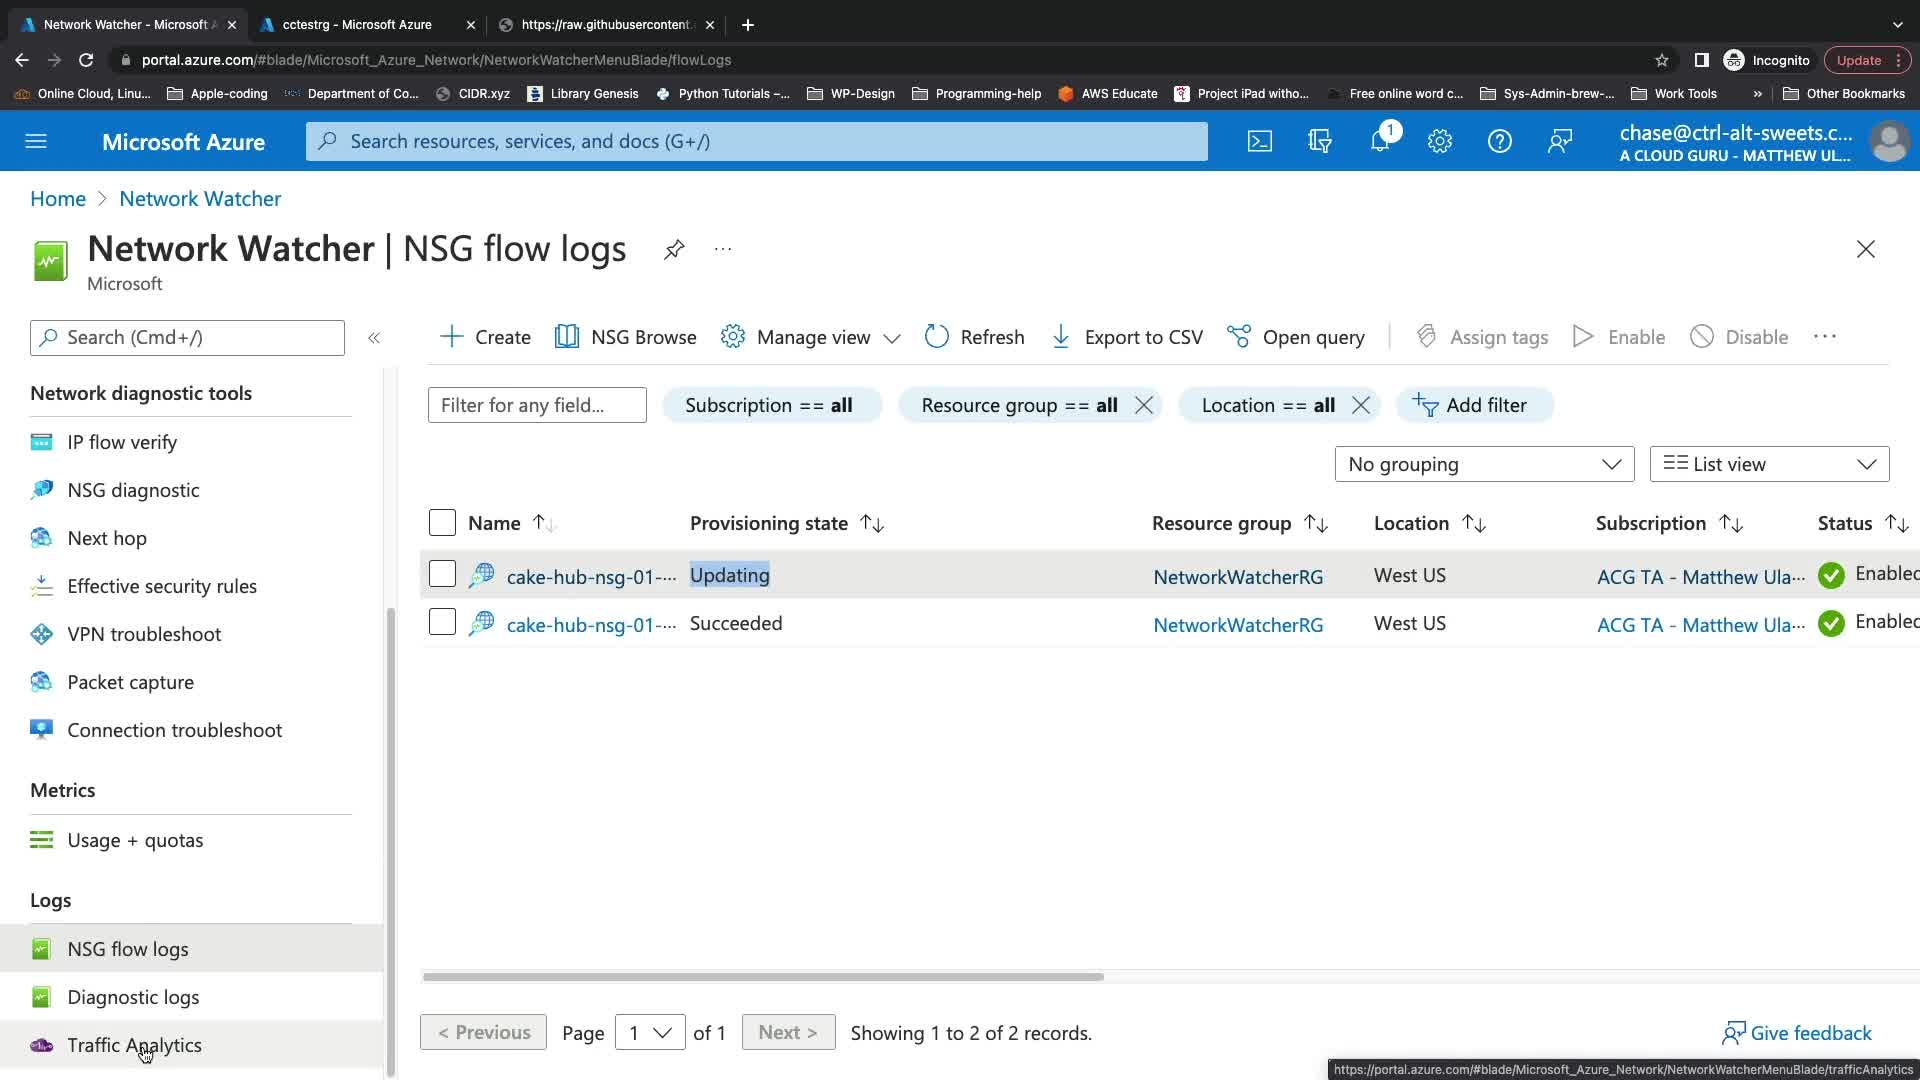 Network Watcher - Microsoft A
cctestrg - Microsoft Azure
https://raw.githubusercontent.
portal.azure.com/#blade/Microsoft_Azure_Network/NetworkWatcherMenuBlade/flowLogs
Incognito
Update
Online Cloud, Linu...
Apple-coding
Department of Co...
CIDR.xyz
Library Genesis
Python Tutorials –...
WP-Design
Programming-help
AWS Educate
Project iPad witho...
Free online word c...
Sys-Admin-brew-...
Work Tools
»
Other Bookmarks
Microsoft Azure
Search resources, services, and docs (G+/)
1
chase@ctrl-alt-sweets.c...
A CLOUD GURU - MATTHEW UL...
Home > Network Watcher
Network Watcher | NSG flow logs
Microsoft
Search (Cmd+/)
«
Create
NSG Browse
Manage view
Refresh
Export to CSV
Open query
Assign tags
Enable
Disable
Filter for any field...
Subscription == all
Resource group == all
Location == all
Add filter
No grouping
List view
Name
Provisioning state
Resource group
Location
Subscription
Status
cake-hub-nsg-01-... Updating NetworkWatcherRG West US ACG TA - Matthew Ula... Enabled
cake-hub-nsg-01-... Succeeded NetworkWatcherRG West US ACG TA - Matthew Ula... Enabled
Network diagnostic tools
IP flow verify
NSG diagnostic
Next hop
Effective security rules
VPN troubleshoot
Packet capture
Connection troubleshoot
Metrics
Usage + quotas
Logs
NSG flow logs
Diagnostic logs
Traffic Analytics
< Previous
Page 1 of 1
Next >
Showing 1 to 2 of 2 records.
Give feedback
https://portal.azure.com/#blade/Microsoft_Azure_Network/NetworkWatcherMenuBlade/trafficAnalytics